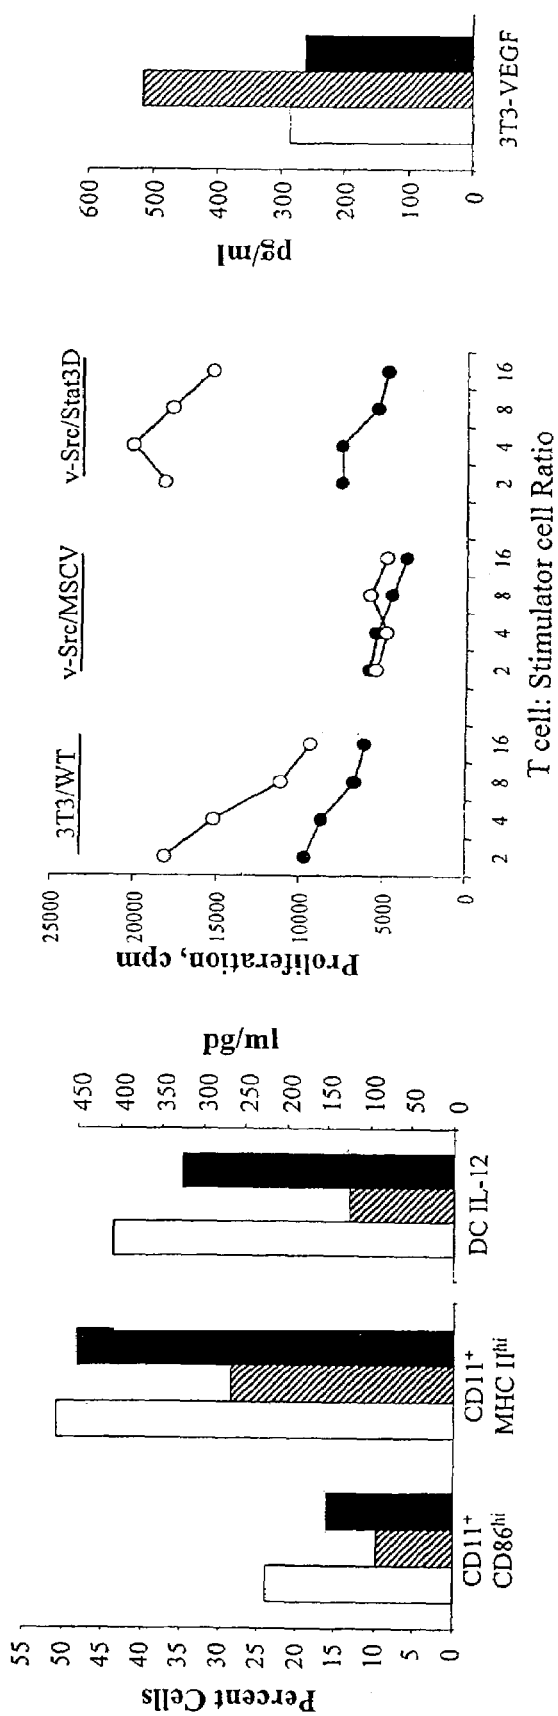 55
50
45
40
35
30
25
20
15
10
5
0
Percent Cells
CD11+
CD86hi
CD11+
MHC IIhi
DC IL-12
450
400
350
300
250
200
150
100
50
0
pg/ml
25000
20000
15000
10000
5000
0
Proliferation, cpm
3T3/WT
v-Src/MSCV
v-Src/Stat3D
2 4 8 16 2 4 8 16 2 4 8 16
T cell: Stimulator cell Ratio
600
500
400
300
200
100
0
pg/ml
3T3-VEGF